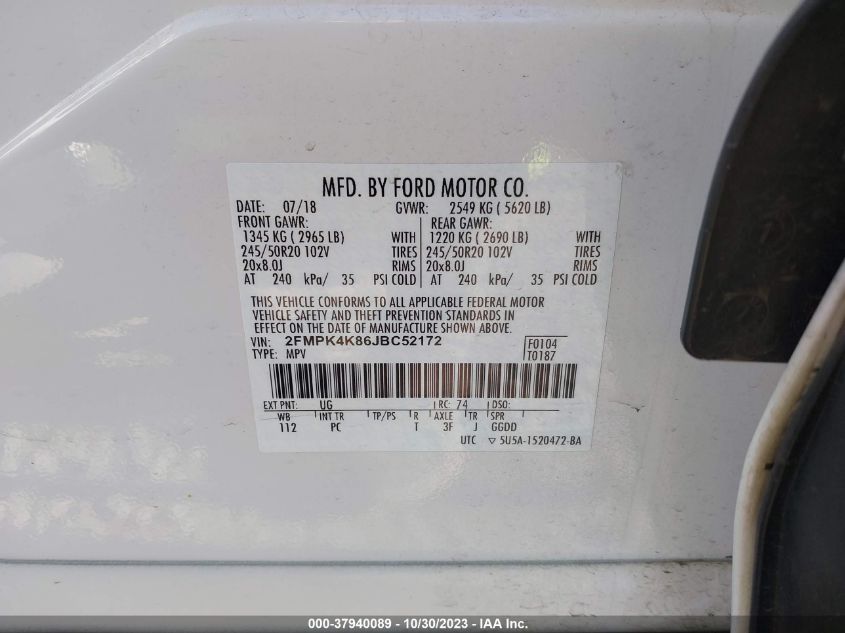 MFD. BY FORD MOTOR CO.
DATE: 07/18 GVWR: 2549 KG ( 5620 LB)
FRONT GAWR: REAR GAWR:
1345 KG ( 2965 LB) WITH 1220 KG ( 2690 LB) WITH
245/50R20 102V TIRES 245/50R20 102V TIRES
20x8.0J RIMS 20x8.0J RIMS
AT 240 kPa/ 35 PSI COLD AT 240 kPa/ 35 PSI COLD
THIS VEHICLE CONFORMS TO ALL APPLICABLE FEDERAL MOTOR
VEHICLE SAFETY AND THEFT PREVENTION STANDARDS IN
EFFECT ON THE DATE OF MANUFACTURE SHOWN ABOVE.
VIN: 2FMPK4K86JBC52172 F0104
TYPE: MPV T0187
EXT PNT: UG RC: 74 DSO:
WB INT TR TP/PS R AXLE TR SPR
112 PC T 3F J GGDD
UTC ▽ 5U5A-1520472-BA
000-37940089 - 10/30/2023 - IAA Inc.